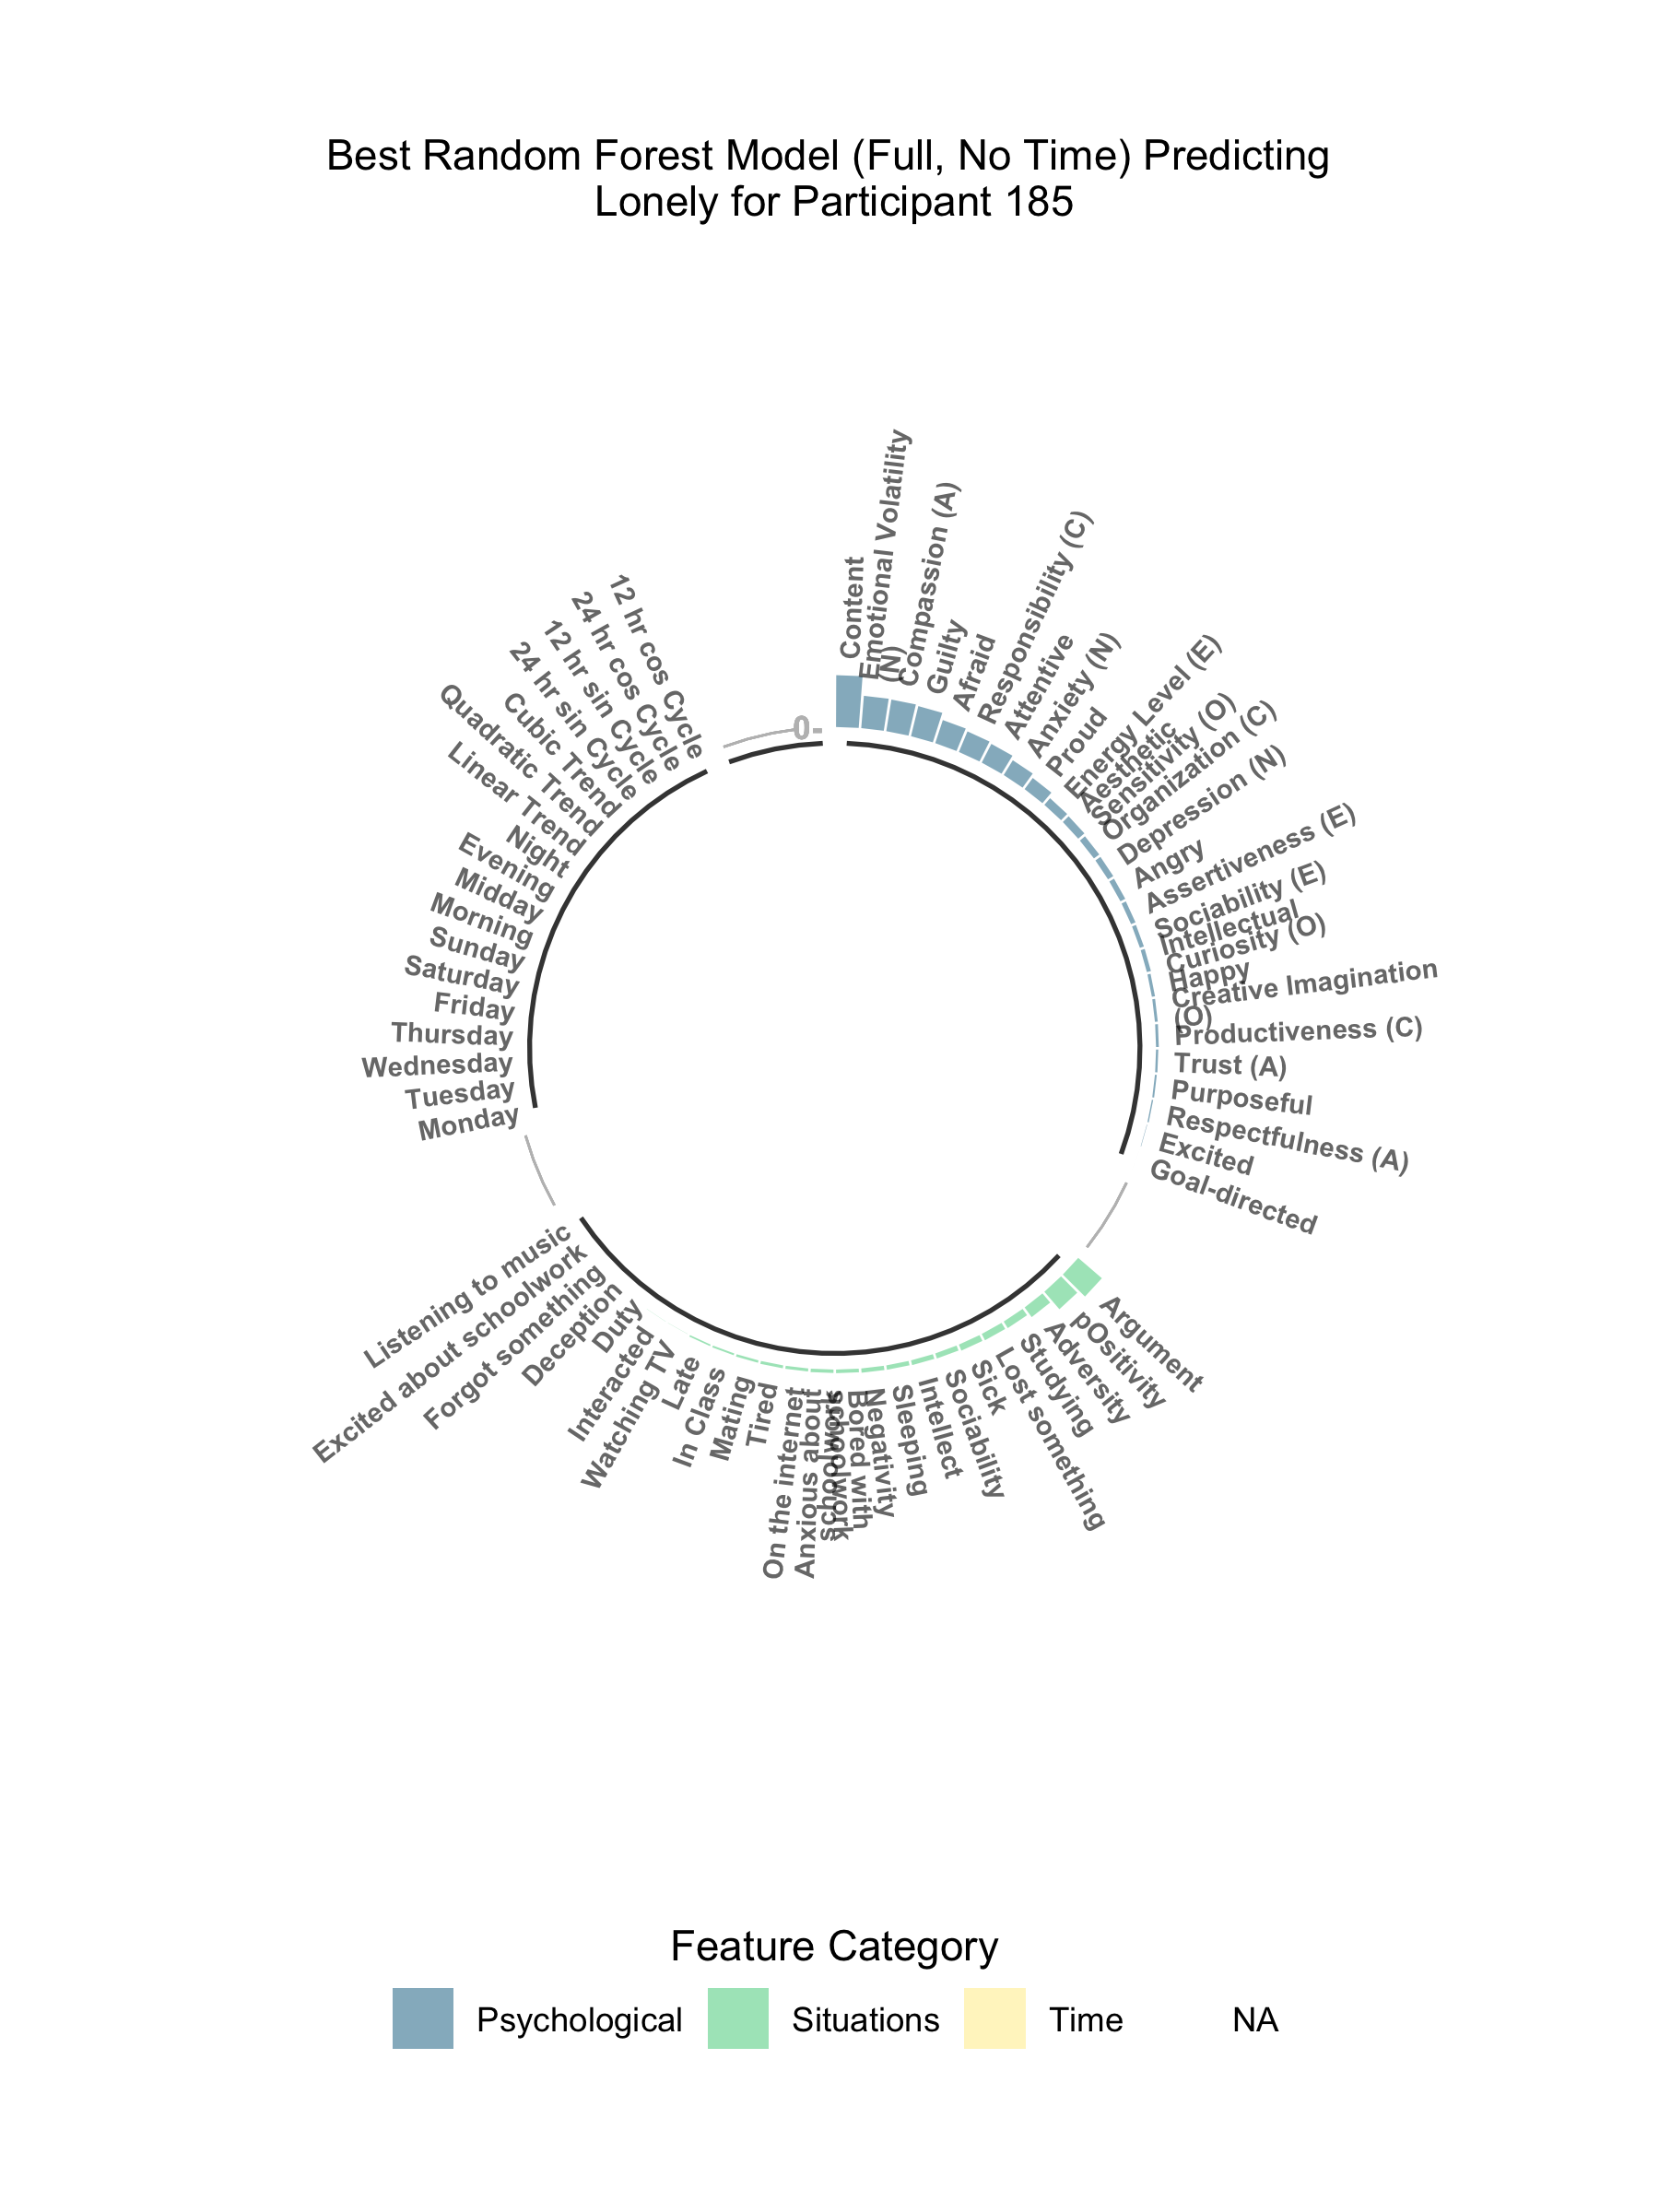 Best Random Forest Model (Full, No Time) Predicting
Lonely for Participant 185
0-
Content
Emotional Volatility
(N)
Compassion (A)
Guilty
Afraid
Responsibility (C)
Attentive
Anxiety (N)
Proud
Energy Level (E)
Aesthetic
Sensitivity (O)
Organization (C)
Depression (N)
Angry
Assertiveness (E)
Sociability (E)
Intellectual
Curiosity (O)
Happy
Creative Imagination
(O)
Productiveness (C)
Trust (A)
Purposeful
Respectfulness (A)
Excited
Goal-directed
Argument
pOsitivity
Adversity
Studying
Lost something
Sick
Sociability
Intellect
Sleeping
Negativity
Bored with
schoolwork
Anxious about
schoolwork
On the internet
Tired
Mating
In Class
Late
Watching TV
Interacted
Duty
Deception
Forgot something
Excited about schoolwork
Listening to music
Monday
Tuesday
Wednesday
Thursday
Friday
Saturday
Sunday
Morning
Midday
Evening
Night
Linear Trend
Quadratic Trend
Cubic Trend
24 hr sin Cycle
12 hr sin Cycle
24 hr cos Cycle
12 hr cos Cycle
Feature Category
Psychological
Situations
Time
NA